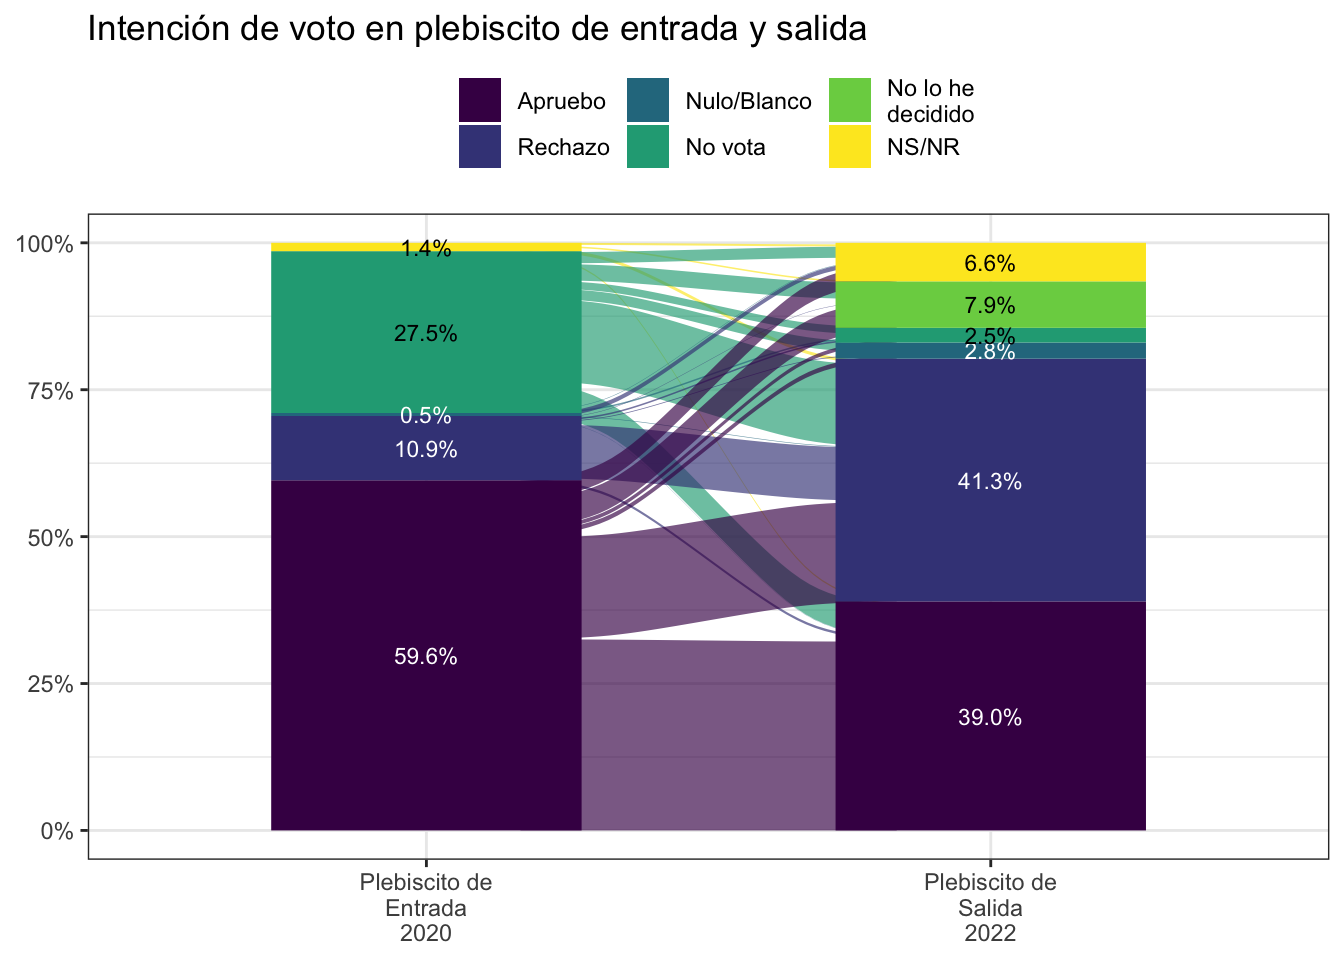 Intención de voto en plebiscito de entrada y salida
Apruebo
Rechazo
Nulo/Blanco
No vota
No lo he
decidido
NS/NR
100%
75%
50%
25%
0%
1.4%
27.5%
0.5%
10.9%
59.6%
6.6%
7.9%
2.5%
2.8%
41.3%
39.0%
Plebiscito de
Entrada
2020
Plebiscito de
Salida
2022